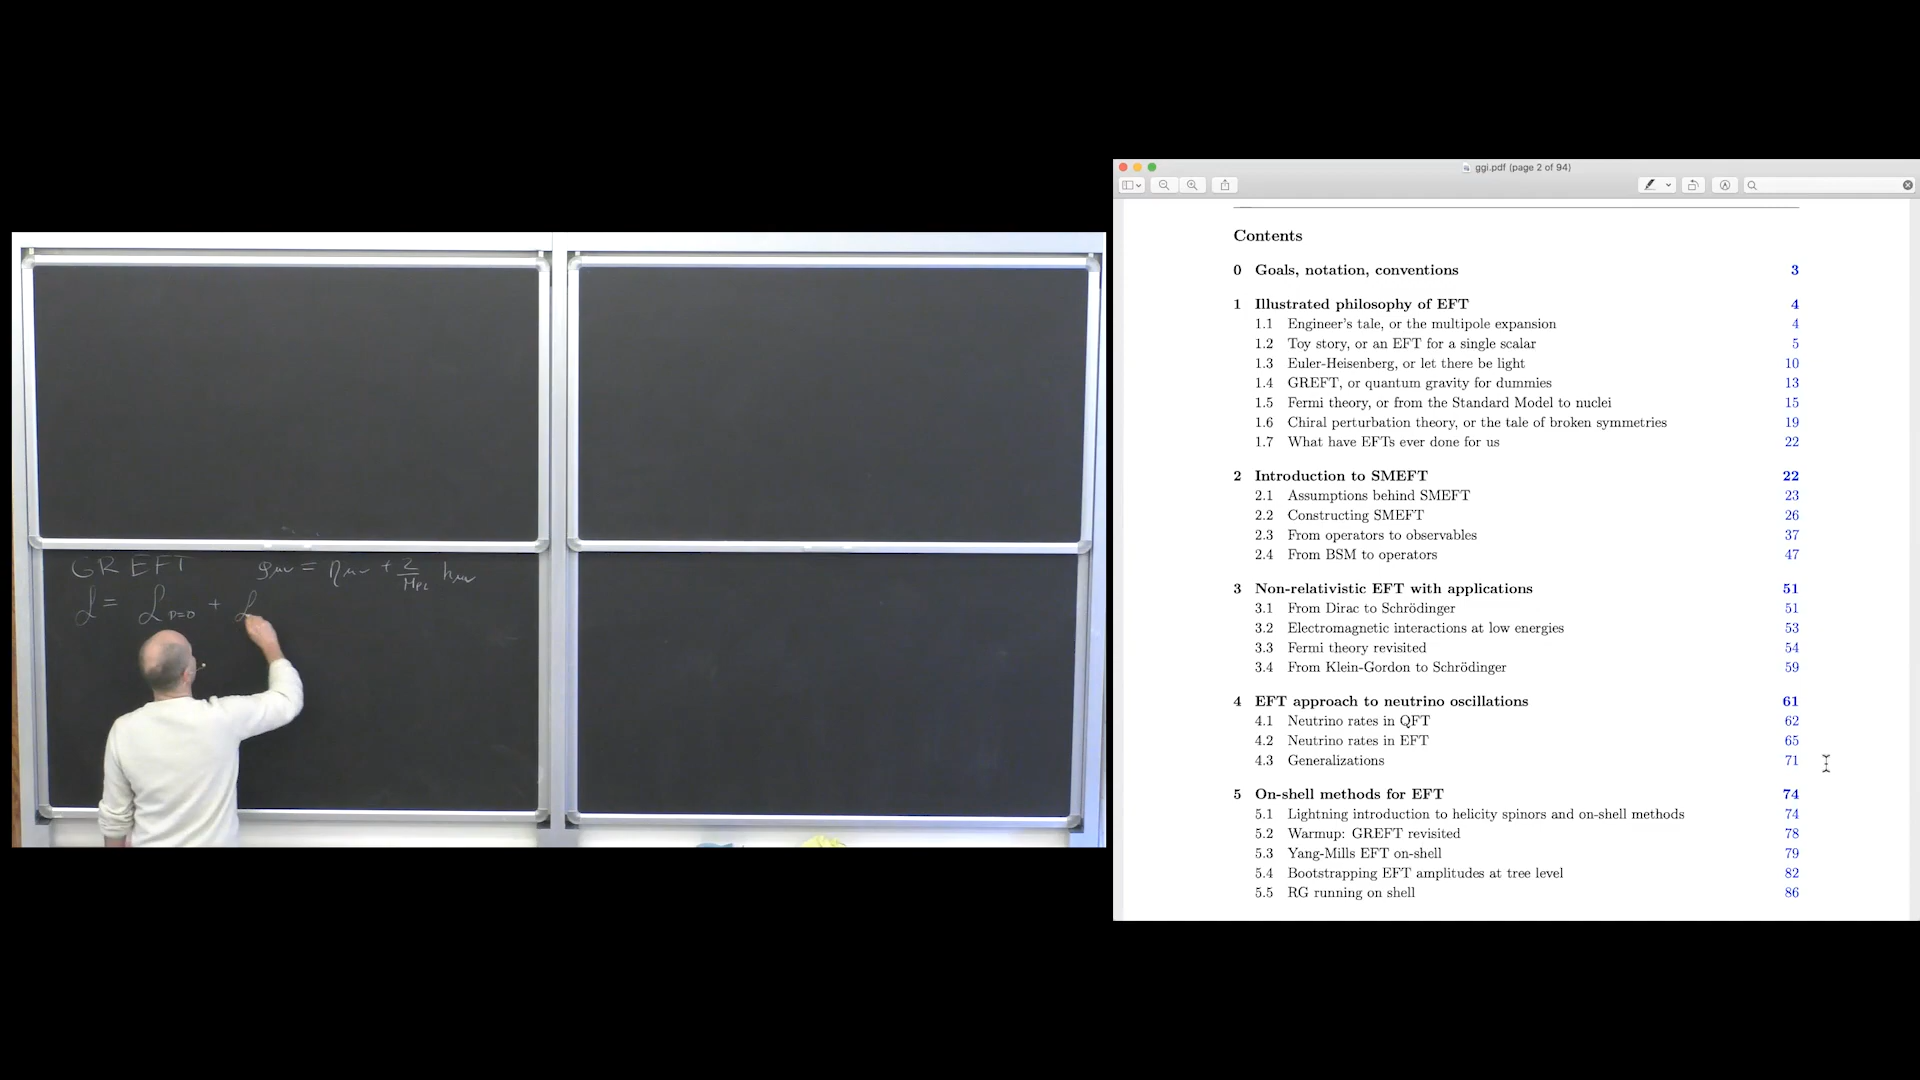 GREFT gμν = ημν + 2/MPL hμν
ℒ = ℒD=0 + ℒ
ggi.pdf (page 2 of 94)
Contents
0 Goals, notation, conventions 3
1 Illustrated philosophy of EFT 4
1.1 Engineer's tale, or the multipole expansion 4
1.2 Toy story, or an EFT for a single scalar 5
1.3 Euler-Heisenberg, or let there be light 10
1.4 GREFT, or quantum gravity for dummies 13
1.5 Fermi theory, or from the Standard Model to nuclei 15
1.6 Chiral perturbation theory, or the tale of broken symmetries 19
1.7 What have EFTs ever done for us 22
2 Introduction to SMEFT 22
2.1 Assumptions behind SMEFT 23
2.2 Constructing SMEFT 26
2.3 From operators to observables 37
2.4 From BSM to operators 47
3 Non-relativistic EFT with applications 51
3.1 From Dirac to Schrödinger 51
3.2 Electromagnetic interactions at low energies 53
3.3 Fermi theory revisited 54
3.4 From Klein-Gordon to Schrödinger 59
4 EFT approach to neutrino oscillations 61
4.1 Neutrino rates in QFT 62
4.2 Neutrino rates in EFT 65
4.3 Generalizations 71
5 On-shell methods for EFT 74
5.1 Lightning introduction to helicity spinors and on-shell methods 74
5.2 Warmup: GREFT revisited 78
5.3 Yang-Mills EFT on-shell 79
5.4 Bootstrapping EFT amplitudes at tree level 82
5.5 RG running on shell 86